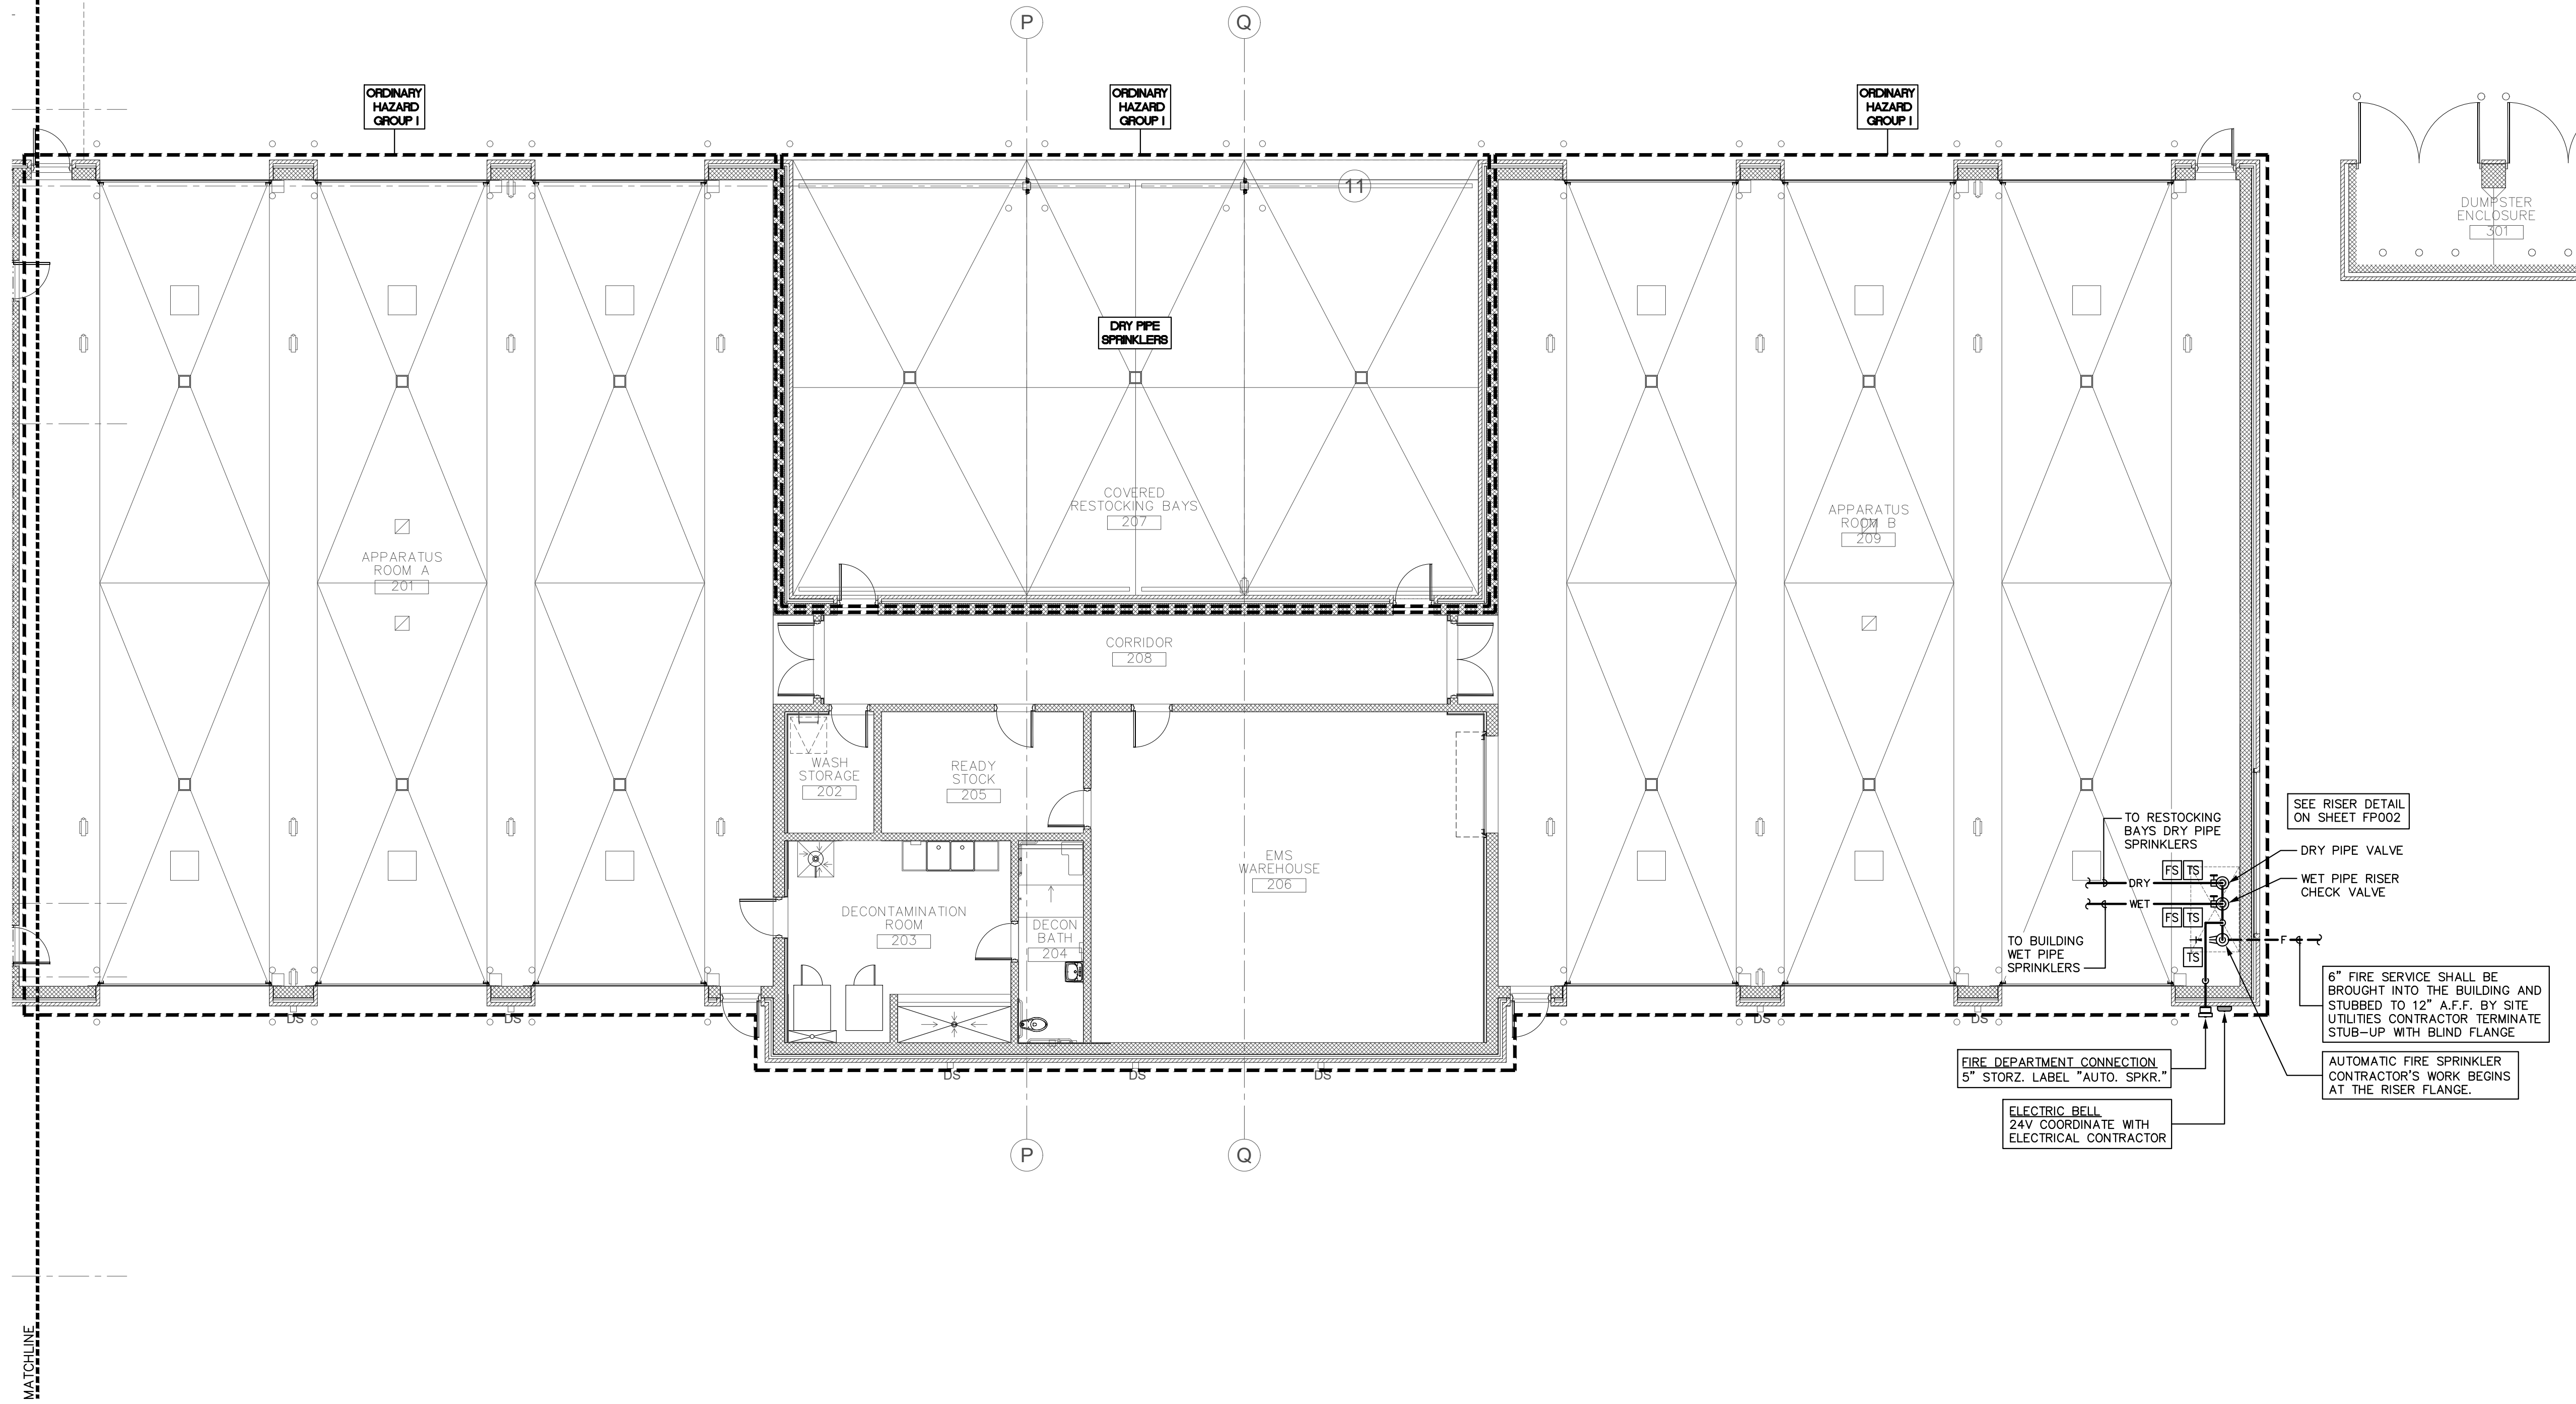 P
Q
ORDINARY
HAZARD
GROUP I
ORDINARY
HAZARD
GROUP I
ORDINARY
HAZARD
GROUP I
11
DUMPSTER
ENCLOSURE
301
DRY PIPE
SPRINKLERS
COVERED
RESTOCKING BAYS
207
APPARATUS
ROOM A
201
APPARATUS
ROOM B
209
CORRIDOR
208
WASH
STORAGE
202
READY
STOCK
205
EMS
WAREHOUSE
206
DECONTAMINATION
ROOM
203
DECON
BATH
204
TO RESTOCKING
BAYS DRY PIPE
SPRINKLERS
SEE RISER DETAIL
ON SHEET FP002
DRY PIPE VALVE
WET PIPE RISER
CHECK VALVE
FS TS
DRY
WET
FS TS
TS
F
TO BUILDING
WET PIPE
SPRINKLERS
6" FIRE SERVICE SHALL BE
BROUGHT INTO THE BUILDING AND
STUBBED TO 12" A.F.F. BY SITE
UTILITIES CONTRACTOR TERMINATE
STUB-UP WITH BLIND FLANGE
AUTOMATIC FIRE SPRINKLER
CONTRACTOR'S WORK BEGINS
AT THE RISER FLANGE.
FIRE DEPARTMENT CONNECTION
5" STORZ. LABEL "AUTO. SPKR."
ELECTRIC BELL
24V COORDINATE WITH
ELECTRICAL CONTRACTOR
DS
DS
DS
DS
DS
DS
DS
P
Q
MATCHLINE